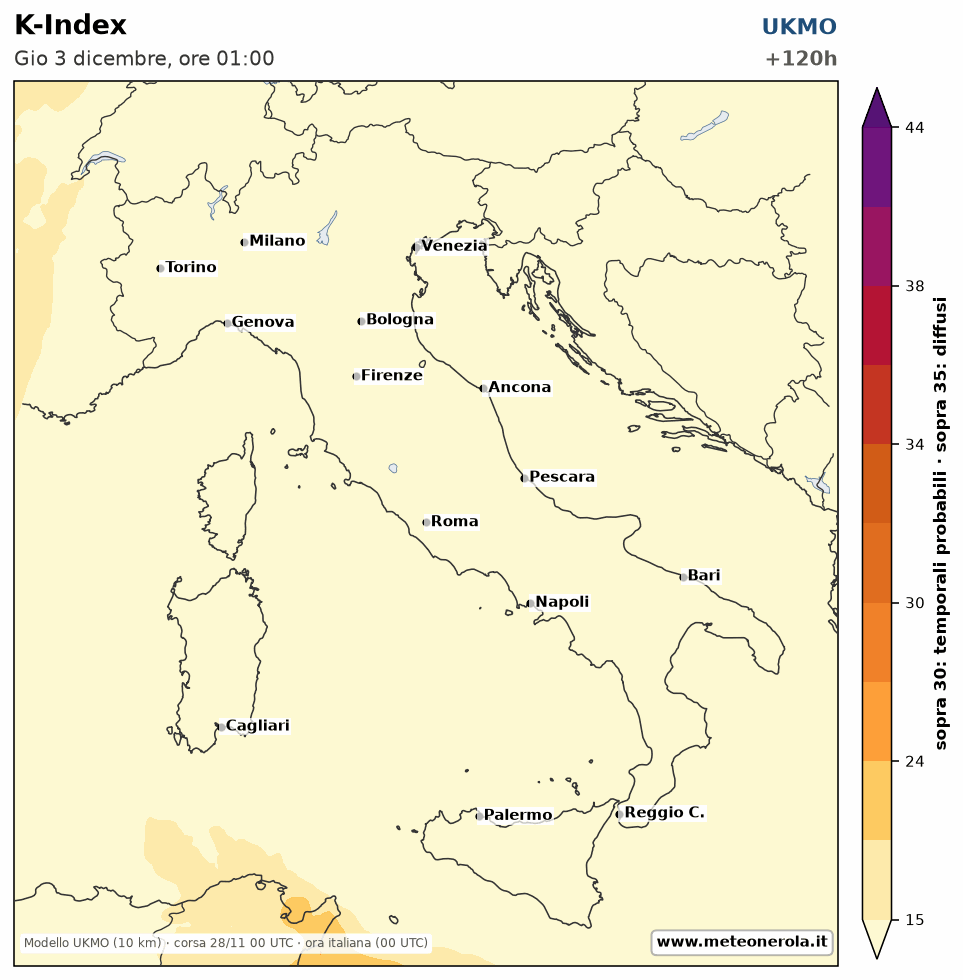 K-Index
UKMO
Gio 3 dicembre, ore 01:00
+120h
44
38
34
30
24
15
sopra 30: temporali probabili · sopra 35: diffusi
Milano
Venezia
Torino
Genova
Bologna
Firenze
Ancona
Pescara
Roma
Bari
Napoli
Cagliari
Palermo
Reggio C.
Modello UKMO (10 km) · corsa 28/11 00 UTC · ora italiana (00 UTC)
www.meteonerola.it